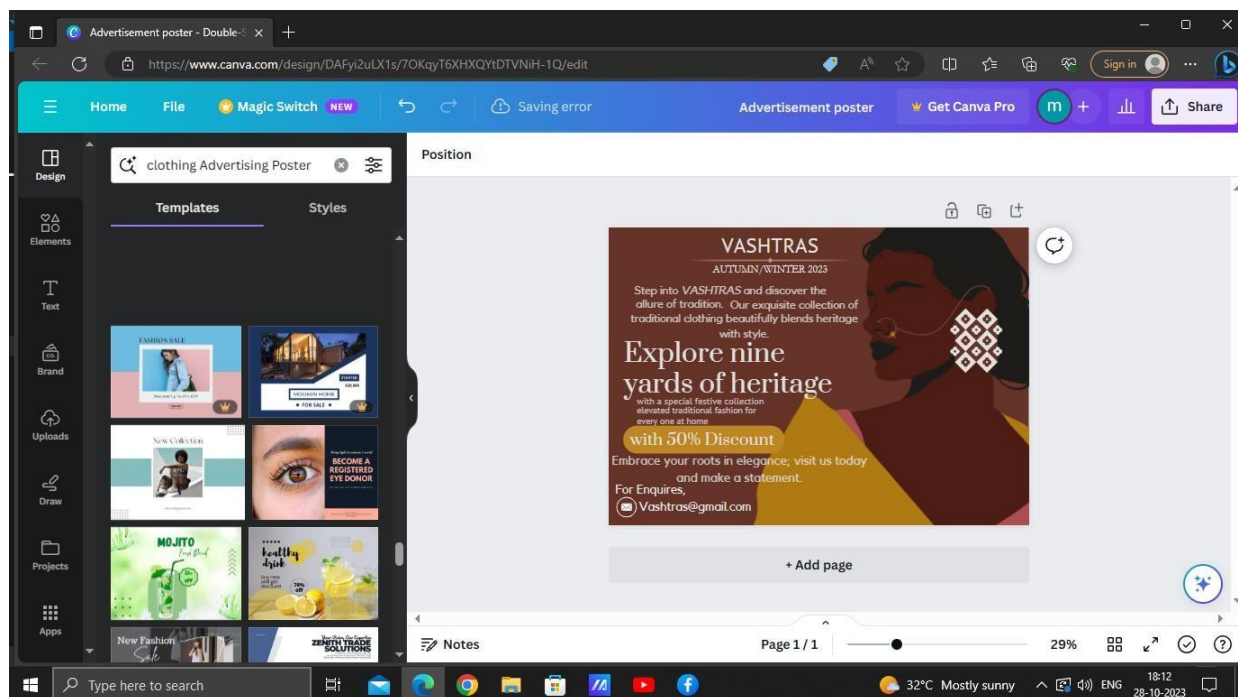 Advertisement poster - Double-S
https://www.canva.com/design/DAFyi2uLX1s/7OKqyT6XHXQYtDTVNiH-1Q/edit
Sign in
Home File Magic Switch NEW Saving error Advertisement poster Get Canva Pro m + Share
Design
Elements
Text
Brand
Uploads
Draw
Projects
Apps
clothing Advertising Poster
Templates Styles
FASHION SALE
MODERN HOME
FOR SALE
New Collection
BECOME A
REGISTERED
EYE DONOR
MOJITO
Fresh Drink
healthy
drink
70%
off
New Fashion
Sale
ZENITH TRADE
SOLUTIONS
Position
VASHTRAS
AUTUMN/WINTER 2023
Step into VASHTRAS and discover the
allure of tradition. Our exquisite collection of
traditional clothing beautifully blends heritage
with style.
Explore nine
yards of heritage
with a special festive collection
elevated traditional fashion for
every one at home
with 50% Discount
Embrace your roots in elegance; visit us today
and make a statement.
For Enquires,
Vashtras@gmail.com
+ Add page
Notes Page 1 / 1 29%
Type here to search
32°C Mostly sunny ENG 18:12
28-10-2023